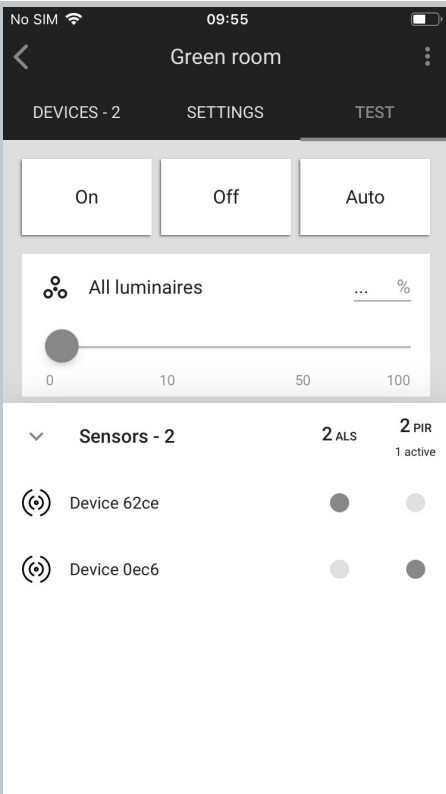 No SIM 09:55
Green room
DEVICES - 2 SETTINGS TEST
On Off Auto
All luminaires ... %
0 10 50 100
Sensors - 2 2 ALS 2 PIR
1 active
Device 62ce
Device 0ec6